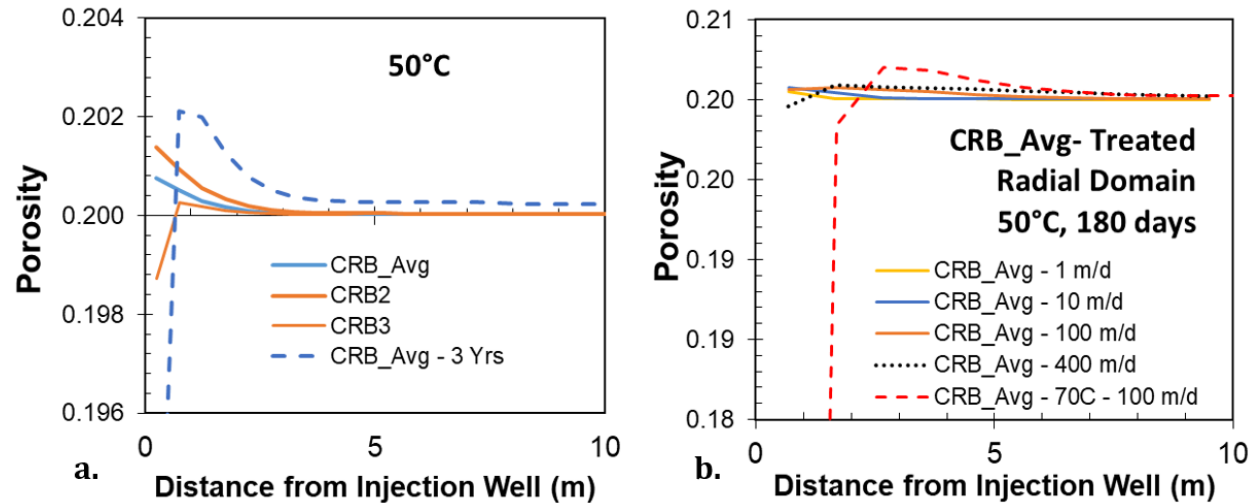 0.204
0.202
0.200
0.198
0.196
Porosity
50°C
CRB_Avg
CRB2
CRB3
CRB_Avg - 3 Yrs
0
5
10
a.
Distance from Injection Well (m)
0.21
0.20
0.20
0.19
0.19
0.18
Porosity
CRB_Avg- Treated
Radial Domain
50°C, 180 days
CRB_Avg - 1 m/d
CRB_Avg - 10 m/d
CRB_Avg - 100 m/d
CRB_Avg - 400 m/d
CRB_Avg - 70C - 100 m/d
0
5
10
b.
Distance from Injection Well (m)